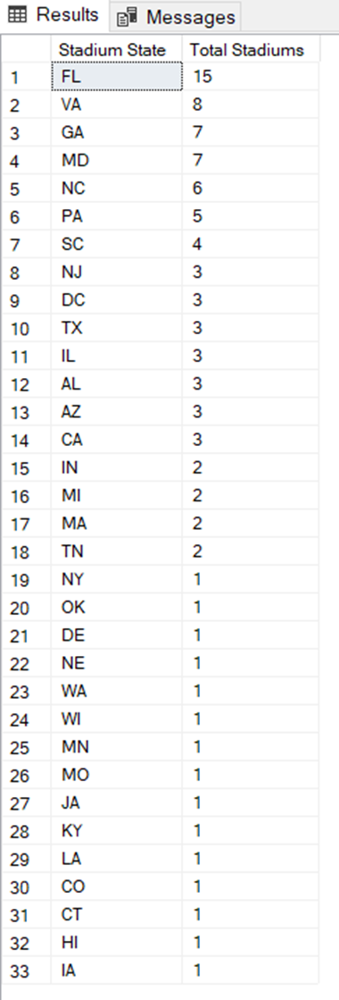 Results Messages
Stadium State Total Stadiums
1 FL 15
2 VA 8
3 GA 7
4 MD 7
5 NC 6
6 PA 5
7 SC 4
8 NJ 3
9 DC 3
10 TX 3
11 IL 3
12 AL 3
13 AZ 3
14 CA 3
15 IN 2
16 MI 2
17 MA 2
18 TN 2
19 NY 1
20 OK 1
21 DE 1
22 NE 1
23 WA 1
24 WI 1
25 MN 1
26 MO 1
27 JA 1
28 KY 1
29 LA 1
30 CO 1
31 CT 1
32 HI 1
33 IA 1